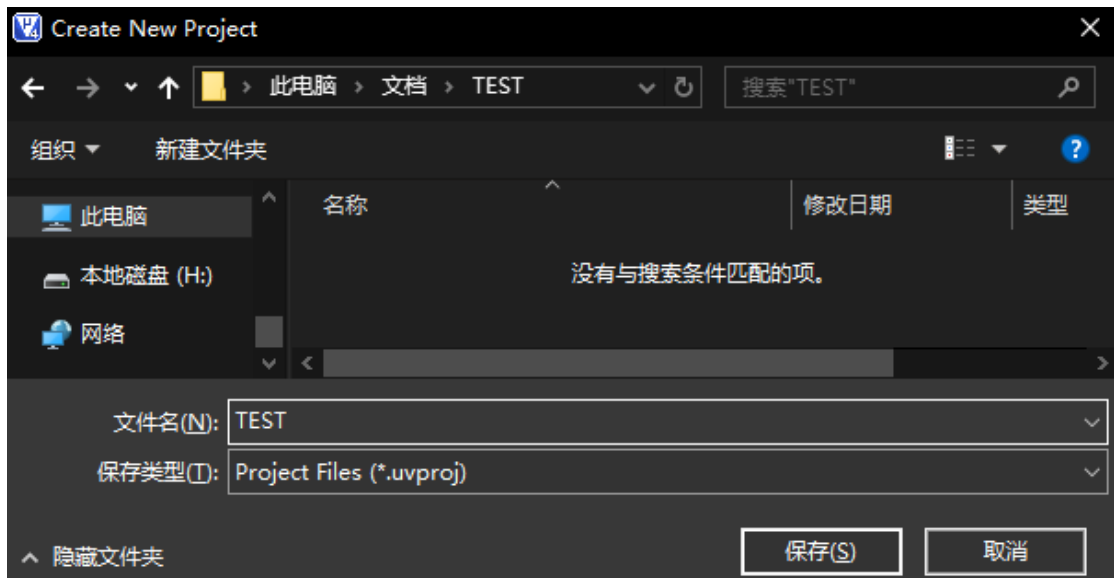 Create New Project
此电脑 > 文档 > TEST
搜索"TEST"
组织
新建文件夹
此电脑
名称
修改日期
类型
本地磁盘 (H:)
没有与搜索条件匹配的项。
网络
文件名(N): TEST
保存类型(T): Project Files (*.uvproj)
隐藏文件夹
保存(S)
取消